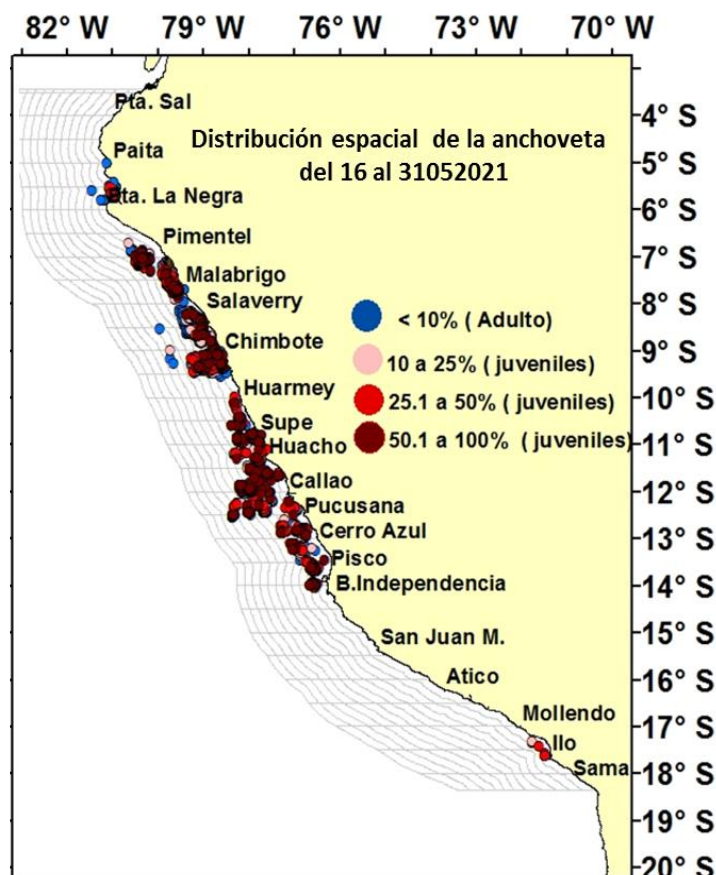 82° W 79° W 76° W 73° W 70° W
Pta. Sal
4° S
Distribución espacial de la anchoveta
del 16 al 31052021
Paita
5° S
Pta. La Negra
6° S
Pimentel
7° S
Malabrigo
Salaverry
8° S
< 10% ( Adulto)
Chimbote
9° S
10 a 25% ( juveniles)
Huarmey
10° S
25.1 a 50% ( juveniles)
Supe
50.1 a 100% ( juveniles)
Huacho
11° S
Callao
12° S
Pucusana
Cerro Azul
13° S
Pisco
B.Independencia
14° S
San Juan M.
15° S
Atico
16° S
Mollendo
17° S
Ilo
Sama
18° S
19° S
20° S